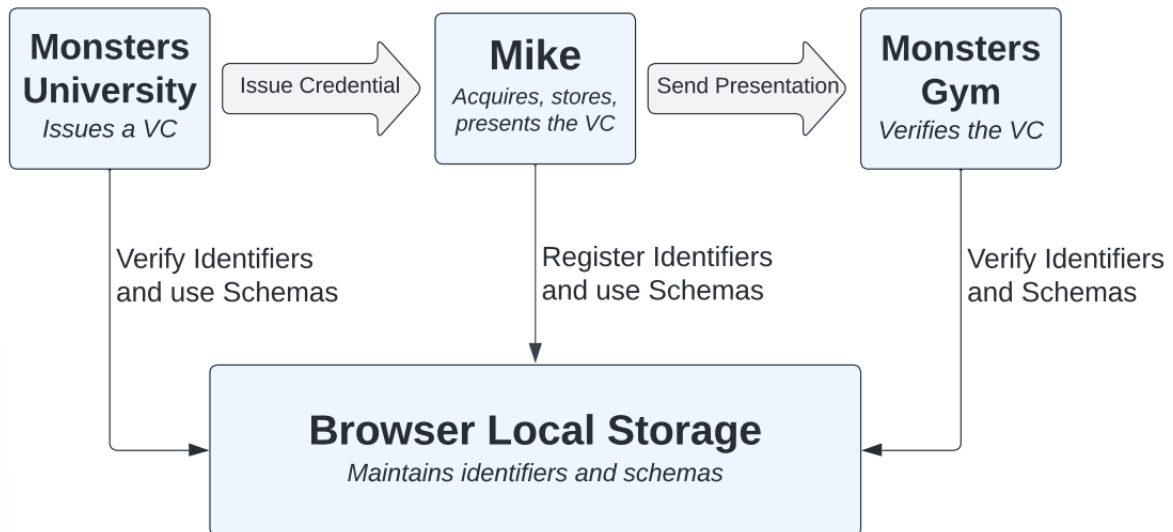 Monsters
University
Issues a VC
Issue Credential
Mike
Acquires, stores,
presents the VC
Send Presentation
Monsters
Gym
Verifies the VC
Verify Identifiers
and use Schemas
Register Identifiers
and use Schemas
Verify Identifiers
and Schemas
Browser Local Storage
Maintains identifiers and schemas